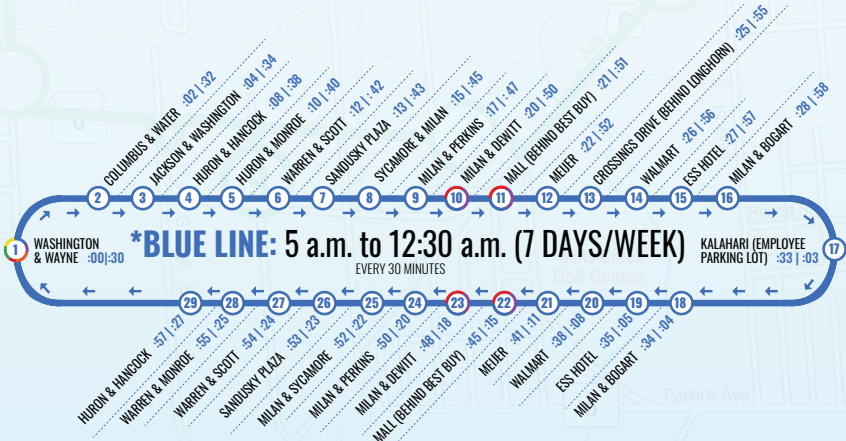 COLUMBUS & WATER :02 | :32
JACKSON & WASHINGTON :04 | :34
HURON & HANCOCK :08 | :38
HURON & MONROE :10 | :40
WARREN & SCOTT :12 | :42
SANDUSKY PLAZA :13 | :43
SYCAMORE & MILAN :15 | :45
MILAN & PERKINS :17 | :47
MILAN & DEWITT :20 | :50
MALL (BEHIND BEST BUY) :21 | :51
MEIJER :22 | :52
CROSSINGS DRIVE (BEHIND LONGHORN) :25 | :55
WALMART :26 | :56
ESS HOTEL :27 | :57
MILAN & BOGART :28 | :58
2 3 4 5 6 7 8 9 10 11 12 13 14 15 16
1
WASHINGTON
& WAYNE :00|:30
*BLUE LINE: 5 a.m. to 12:30 a.m. (7 DAYS/WEEK)
EVERY 30 MINUTES
KALAHARI (EMPLOYEE
PARKING LOT) :33 | :03
17
Golf Course
29 28 27 26 25 24 23 22 21 20 19 18
HURON & HANCOCK :57 | :27
WARREN & MONROE :55 | :25
WARREN & SCOTT :54 | :24
SANDUSKY PLAZA :53 | :23
MILAN & SYCAMORE :52 | :22
MILAN & PERKINS :50 | :20
MILAN & DEWITT :48 | :18
MALL (BEHIND BEST BUY) :45 | :15
MEIJER :41 | :11
WALMART :38 | :08
ESS HOTEL :35 | :05
MILAN & BOGART :34 | :04
Perkins Ave
Ave
6